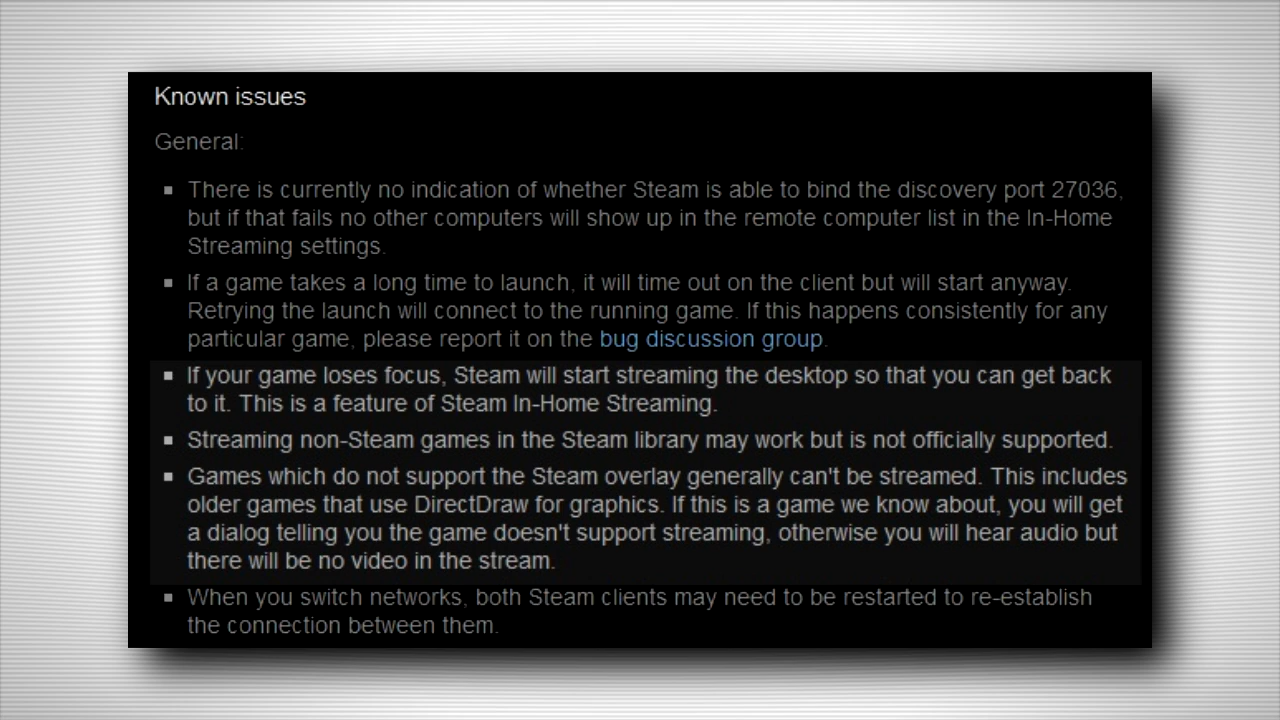 Known issues
General:
▪ There is currently no indication of whether Steam is able to bind the discovery port 27036,
but if that fails no other computers will show up in the remote computer list in the In-Home
Streaming settings.
▪ If a game takes a long time to launch, it will time out on the client but will start anyway.
Retrying the launch will connect to the running game. If this happens consistently for any
particular game, please report it on the bug discussion group.
▪ If your game loses focus, Steam will start streaming the desktop so that you can get back
to it. This is a feature of Steam In-Home Streaming.
▪ Streaming non-Steam games in the Steam library may work but is not officially supported.
▪ Games which do not support the Steam overlay generally can't be streamed. This includes
older games that use DirectDraw for graphics. If this is a game we know about, you will get
a dialog telling you the game doesn't support streaming, otherwise you will hear audio but
there will be no video in the stream.
▪ When you switch networks, both Steam clients may need to be restarted to re-establish
the connection between them.